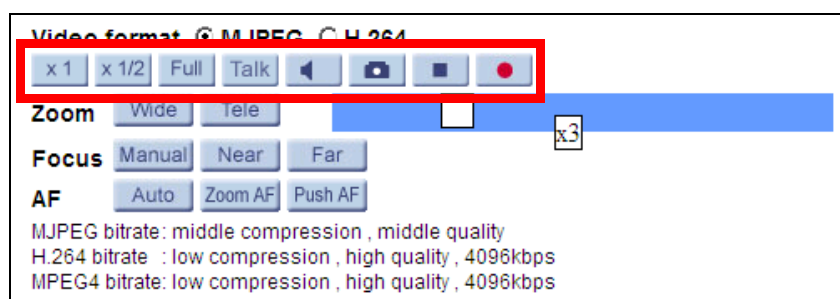 Video format MJPEG H.264
x 1 x 1/2 Full Talk
Zoom Wide Tele
x3
Focus Manual Near Far
AF Auto Zoom AF Push AF
MJPEG bitrate: middle compression , middle quality
H.264 bitrate : low compression , high quality , 4096kbps
MPEG4 bitrate: low compression , high quality , 4096kbps